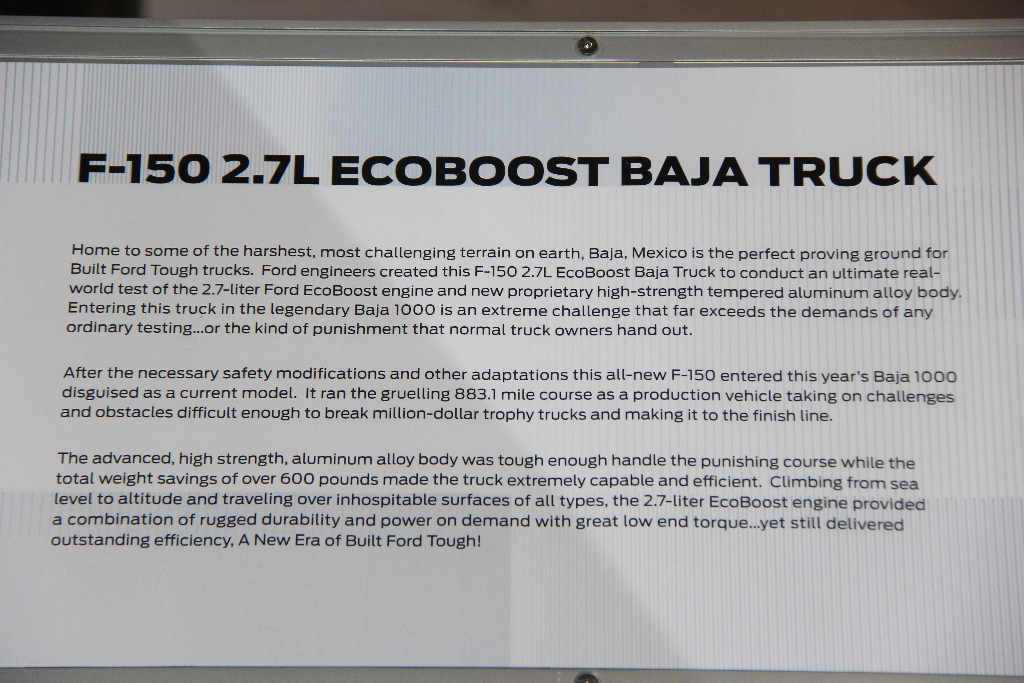 F-150 2.7L ECOBOOST BAJA TRUCK
Home to some of the harshest, most challenging terrain on earth, Baja, Mexico is the perfect proving ground for
Built Ford Tough trucks. Ford engineers created this F-150 2.7L EcoBoost Baja Truck to conduct an ultimate real-
world test of the 2.7-liter Ford EcoBoost engine and new proprietary high-strength tempered aluminum alloy body.
Entering this truck in the legendary Baja 1000 is an extreme challenge that far exceeds the demands of any
ordinary testing...or the kind of punishment that normal truck owners hand out.
After the necessary safety modifications and other adaptations this all-new F-150 entered this year's Baja 1000
disguised as a current model. It ran the gruelling 883.1 mile course as a production vehicle taking on challenges
and obstacles difficult enough to break million-dollar trophy trucks and making it to the finish line.
The advanced, high strength, aluminum alloy body was tough enough handle the punishing course while the
total weight savings of over 600 pounds made the truck extremely capable and efficient. Climbing from sea
level to altitude and traveling over inhospitable surfaces of all types, the 2.7-liter EcoBoost engine provided
a combination of rugged durability and power on demand with great low end torque...yet still delivered
outstanding efficiency, A New Era of Built Ford Tough!